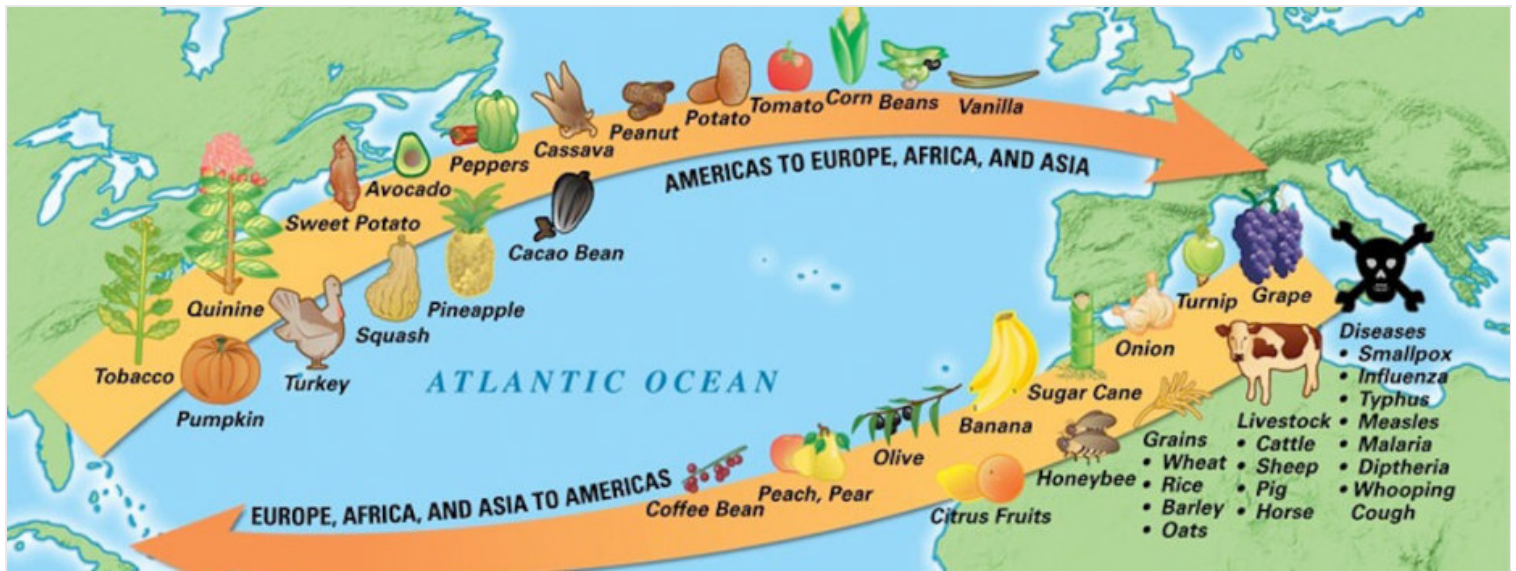 Tobacco
Quinine
Sweet Potato
Avocado
Peppers
Cassava
Peanut
Potato
Tomato
Corn
Beans
Vanilla
Pumpkin
Turkey
Squash
Pineapple
Cacao Bean
AMERICAS TO EUROPE, AFRICA, AND ASIA
ATLANTIC OCEAN
EUROPE, AFRICA, AND ASIA TO AMERICAS
Coffee Bean
Peach, Pear
Olive
Citrus Fruits
Banana
Sugar Cane
Honeybee
Onion
Turnip
Grape
Grains
• Wheat
• Rice
• Barley
• Oats
Livestock
• Cattle
• Sheep
• Pig
• Horse
Diseases
• Smallpox
• Influenza
• Typhus
• Measles
• Malaria
• Diptheria
• Whooping
Cough